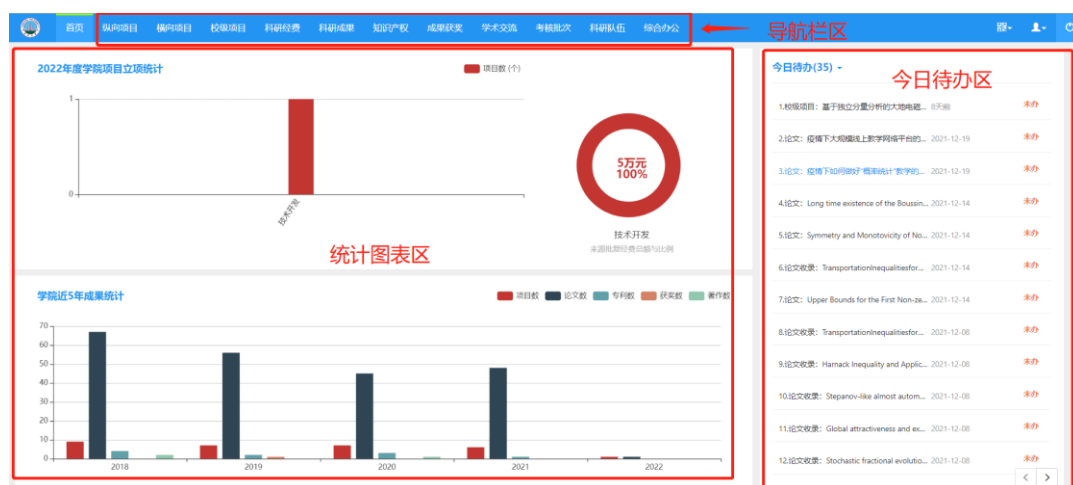 首页 纵向项目 横向项目 校级项目 科研经费 科研成果 知识产权 成果获奖 学术交流 考核批次 科研队伍 综合办公 导航栏区
2022年度学院项目立项统计
项目数 (个)
1
0
技术开发
5万元
100%
技术开发
来源批复经费总额与比例
统计图表区
学院近5年成果统计
项目数 论文数 专利数 获奖数 著作数
70
60
50
40
30
20
10
0
2018 2019 2020 2021 2022
今日待办(35)
今日待办区
1.校级项目：基于独立分量分析的大地电磁... 8天前 未办
2.论文：疫情下大规模线上教学网络平台的... 2021-12-19 未办
3.论文：疫情下如何做好“概率统计”教学的... 2021-12-19 未办
4.论文：Long time existence of the Boussin... 2021-12-14 未办
5.论文：Symmetry and Monotovicity of No... 2021-12-14 未办
6.论文收录：TransportationInequalitiesfor... 2021-12-14 未办
7.论文：Upper Bounds for the First Non-ze... 2021-12-14 未办
8.论文收录：TransportationInequalitiesfor... 2021-12-08 未办
9.论文收录：Harnack Inequality and Applic... 2021-12-08 未办
10.论文收录：Stepanov-like almost autom... 2021-12-08 未办
11.论文收录：Global attractiveness and ex... 2021-12-08 未办
12.论文收录：Stochastic fractional evolutio... 2021-12-08 未办